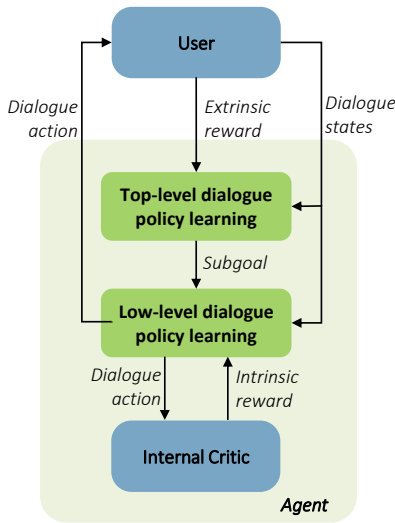 User
Dialogue
action
Extrinsic
reward
Dialogue
states
Top-level dialogue
policy learning
Subgoal
Low-level dialogue
policy learning
Dialogue
action
Intrinsic
reward
Internal Critic
Agent